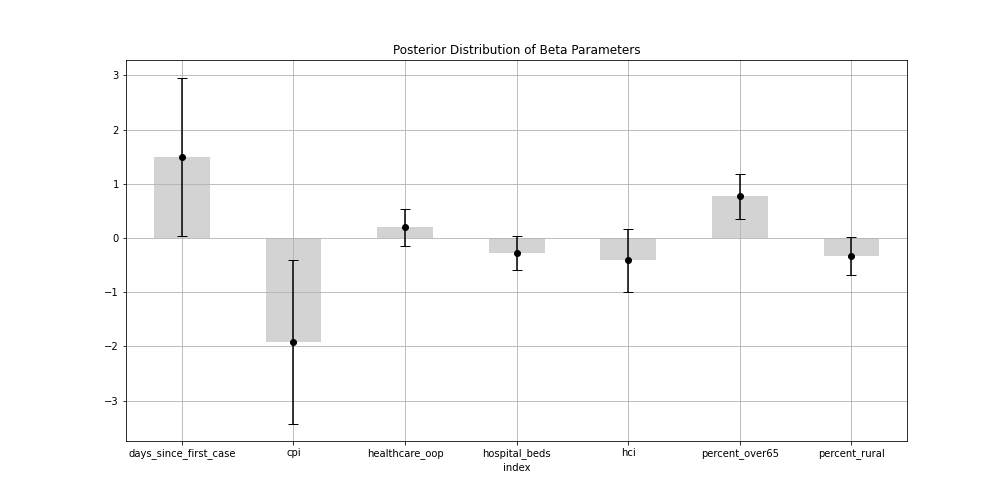 Posterior Distribution of Beta Parameters
3
2
1
0
−1
−2
−3
days_since_first_case cpi healthcare_oop hospital_beds hci percent_over65 percent_rural
index